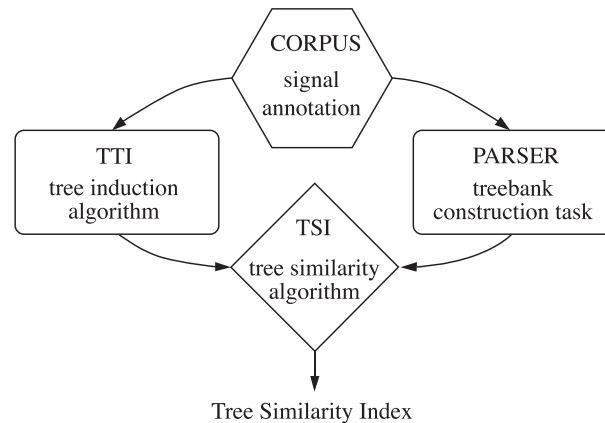 CORPUS
signal
annotation
TTI
tree induction
algorithm
PARSER
treebank
construction task
TSI
tree similarity
algorithm
Tree Similarity Index